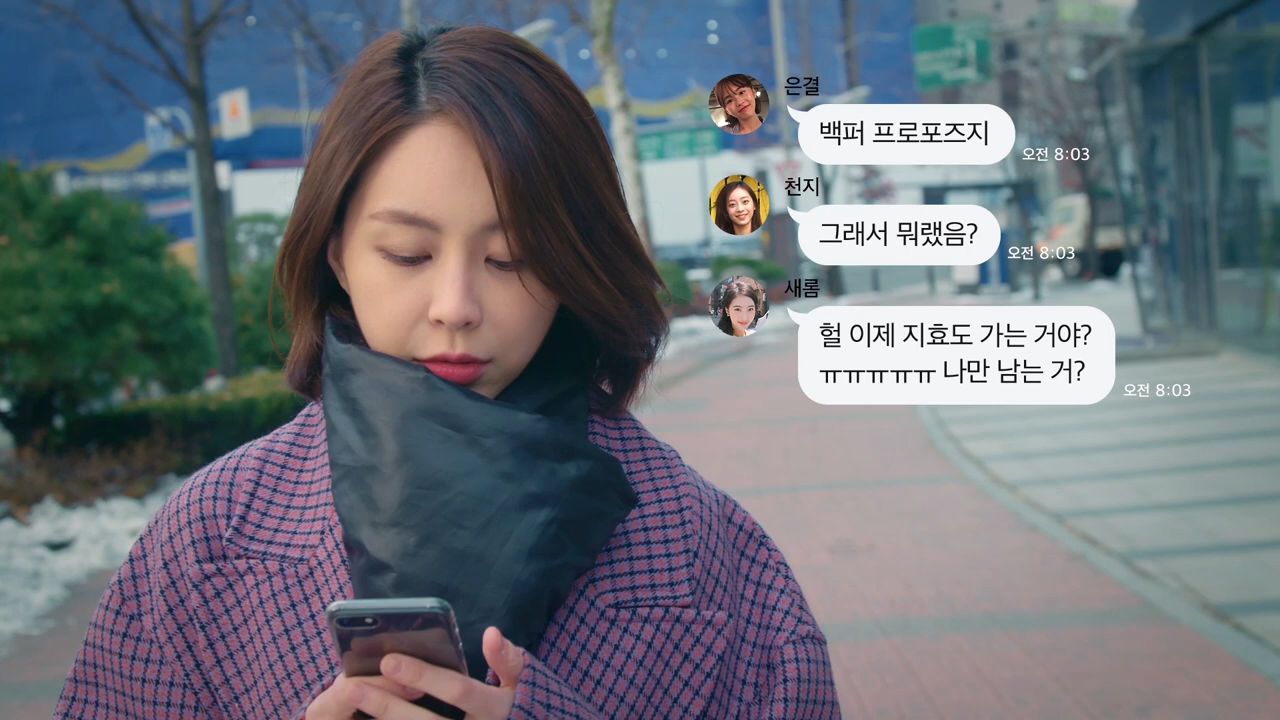 은결
백퍼 프로포즈지
오전 8:03
천지
그래서 뭐랬음?
오전 8:03
새롬
헐 이제 지효도 가는 거야?
ㅠㅠㅠㅠㅠ 나만 남는 거?
오전 8:03